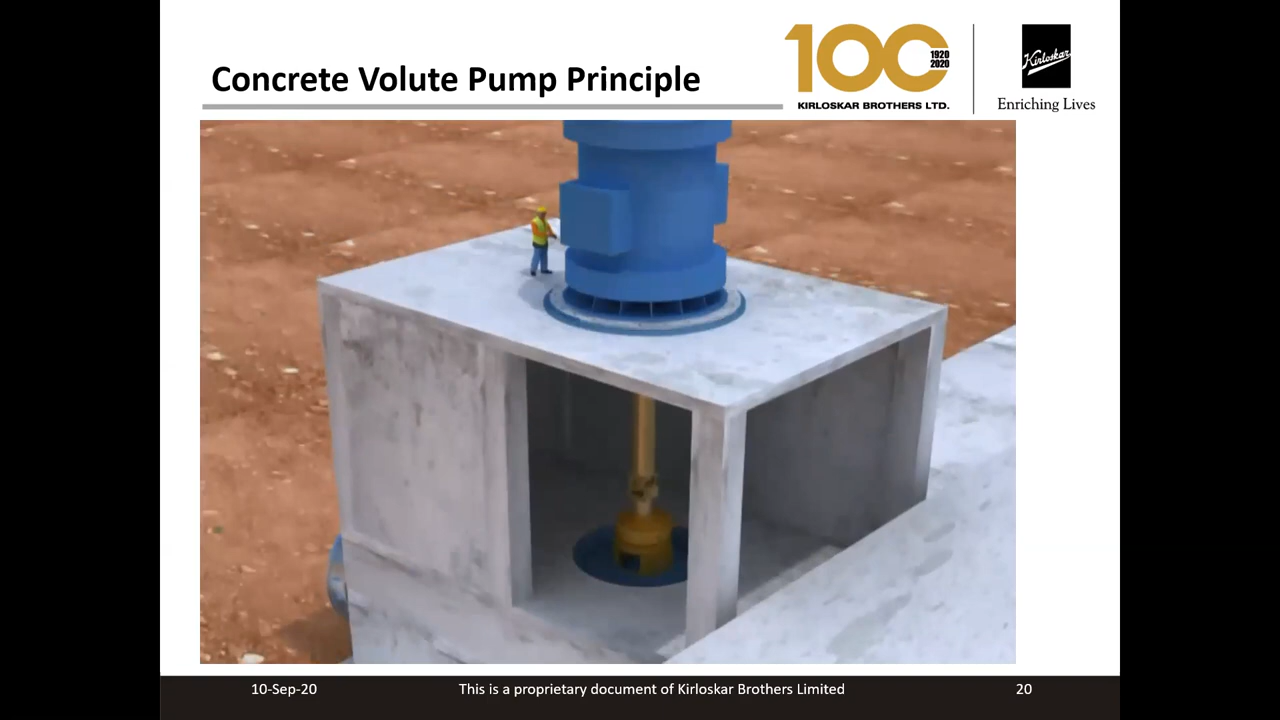 Concrete Volute Pump Principle
100
1920
2020
KIRLOSKAR BROTHERS LTD.
Kirloskar
Enriching Lives
10-Sep-20
This is a proprietary document of Kirloskar Brothers Limited
20